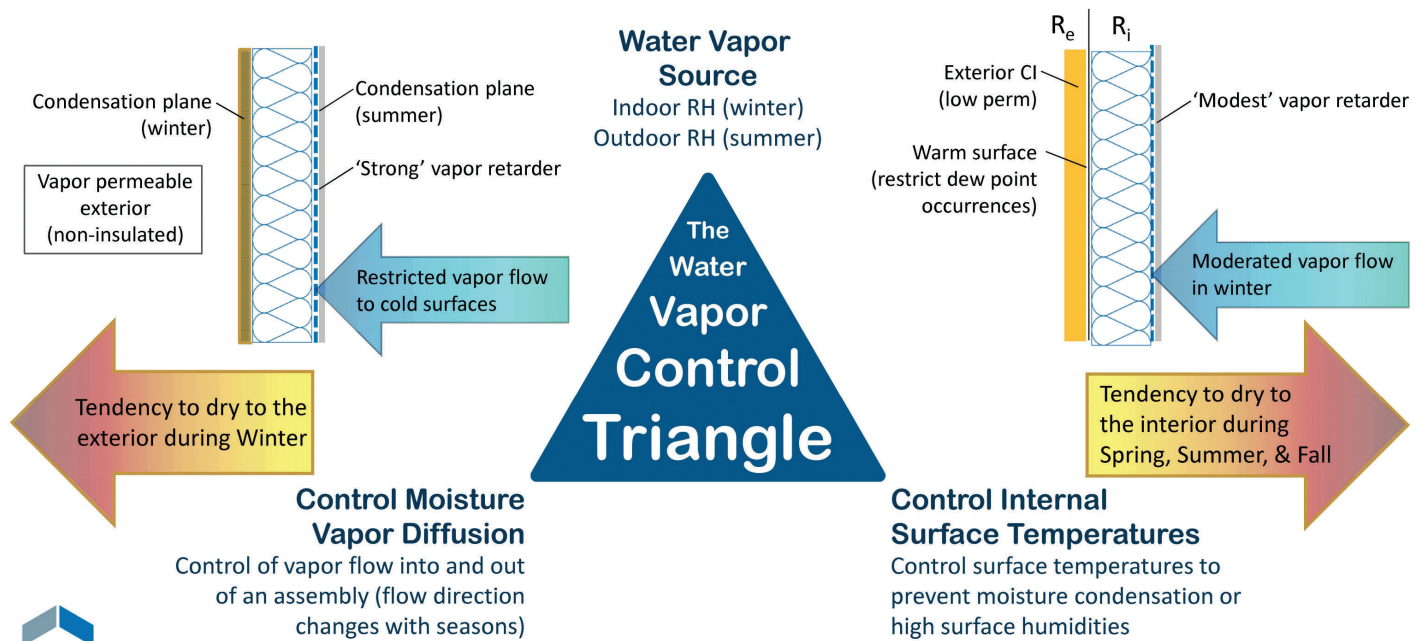 Condensation plane
(winter)
Vapor permeable
exterior
(non-insulated)
Condensation plane
(summer)
‘Strong’ vapor retarder
Restricted vapor flow
to cold surfaces
Tendency to dry to the
exterior during Winter
Control Moisture
Vapor Diffusion
Control of vapor flow into and out
of an assembly (flow direction
changes with seasons)
Water Vapor
Source
Indoor RH (winter)
Outdoor RH (summer)
The
Water
Vapor
Control
Triangle
Re Ri
Exterior CI
(low perm)
Warm surface
(restrict dew point
occurrences)
‘Modest’ vapor retarder
Moderated vapor flow
in winter
Tendency to dry to
the interior during
Spring, Summer, & Fall
Control Internal
Surface Temperatures
Control surface temperatures to
prevent moisture condensation or
high surface humidities